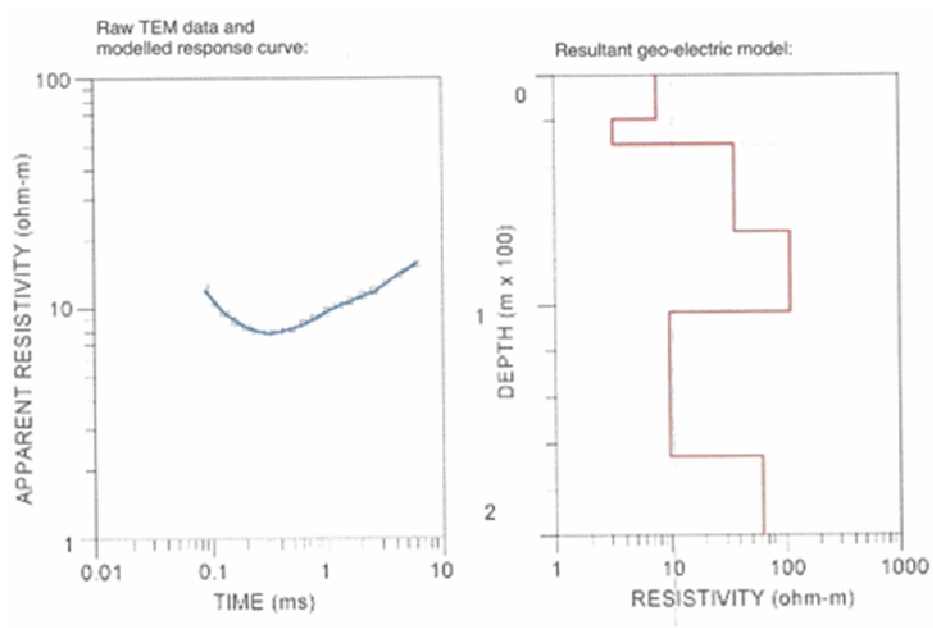 Raw TEM data and
modelled response curve:
100
10
1
APPARENT RESISTIVITY (ohm-m)
0.01 0.1 1 10
TIME (ms)
Resultant geo-electric model:
0
1
2
DEPTH (m x 100)
1 10 100 1000
RESISTIVITY (ohm-m)